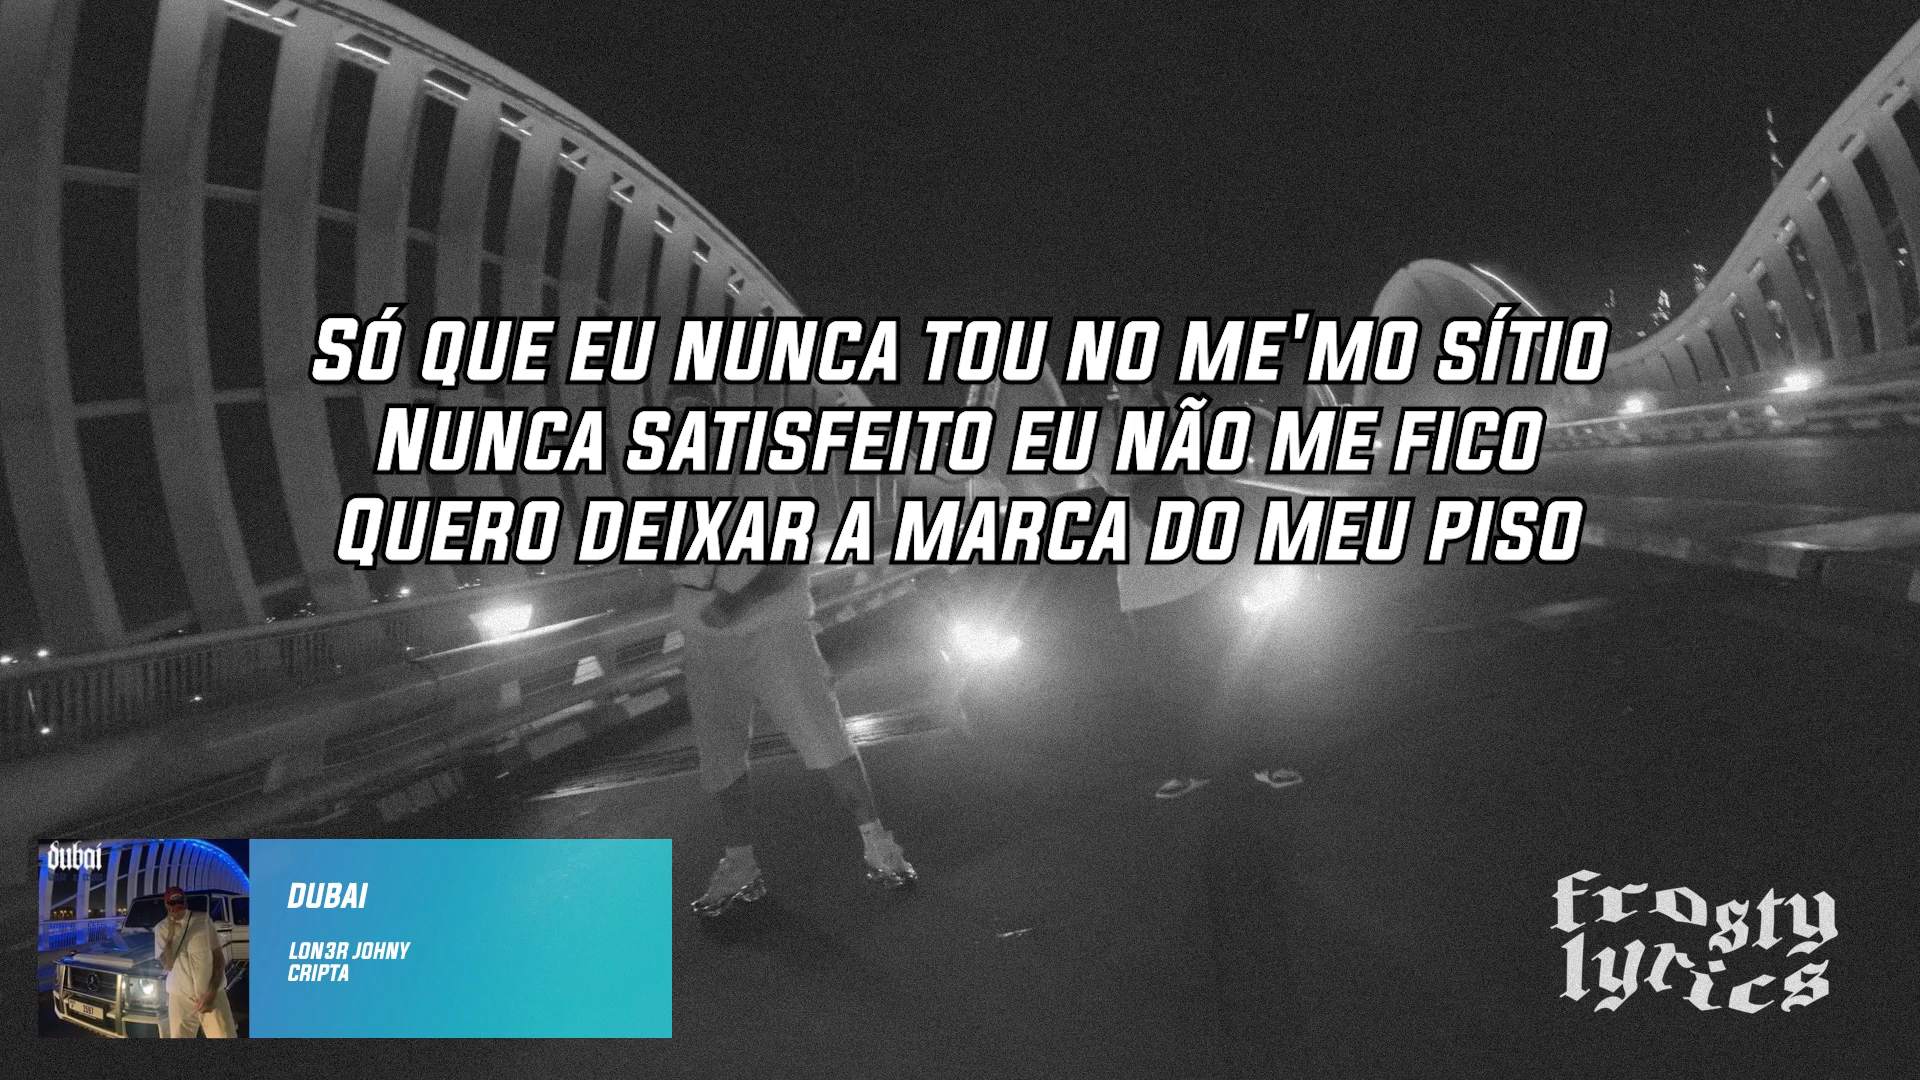 Só que eu nunca tou no me'mo sítio
Nunca satisfeito eu não me fico
Quero deixar a marca do meu piso
dubai
DUBAI
LON3R JOHNY
CRIPTA
frosty
lyrics